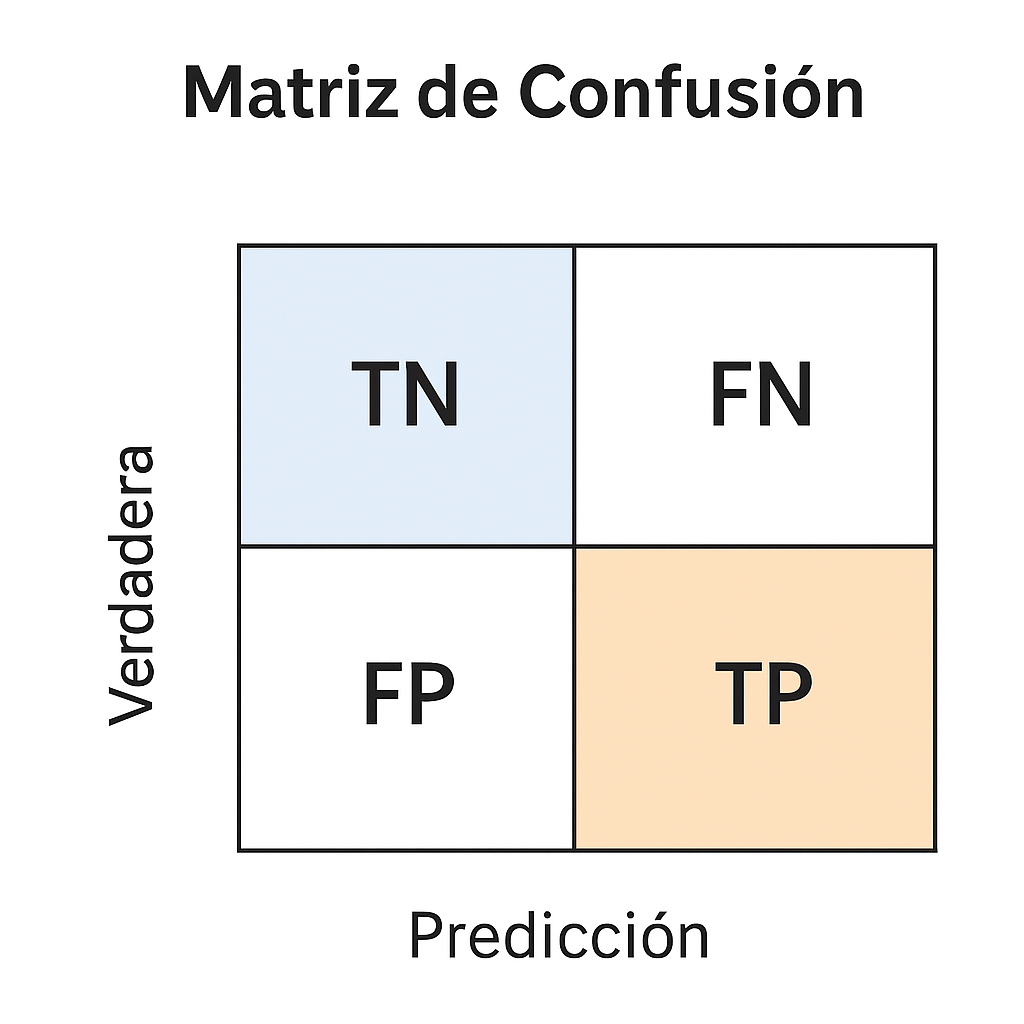 Matriz de Confusión
TN
FN
Verdadera
FP
TP
Predicción